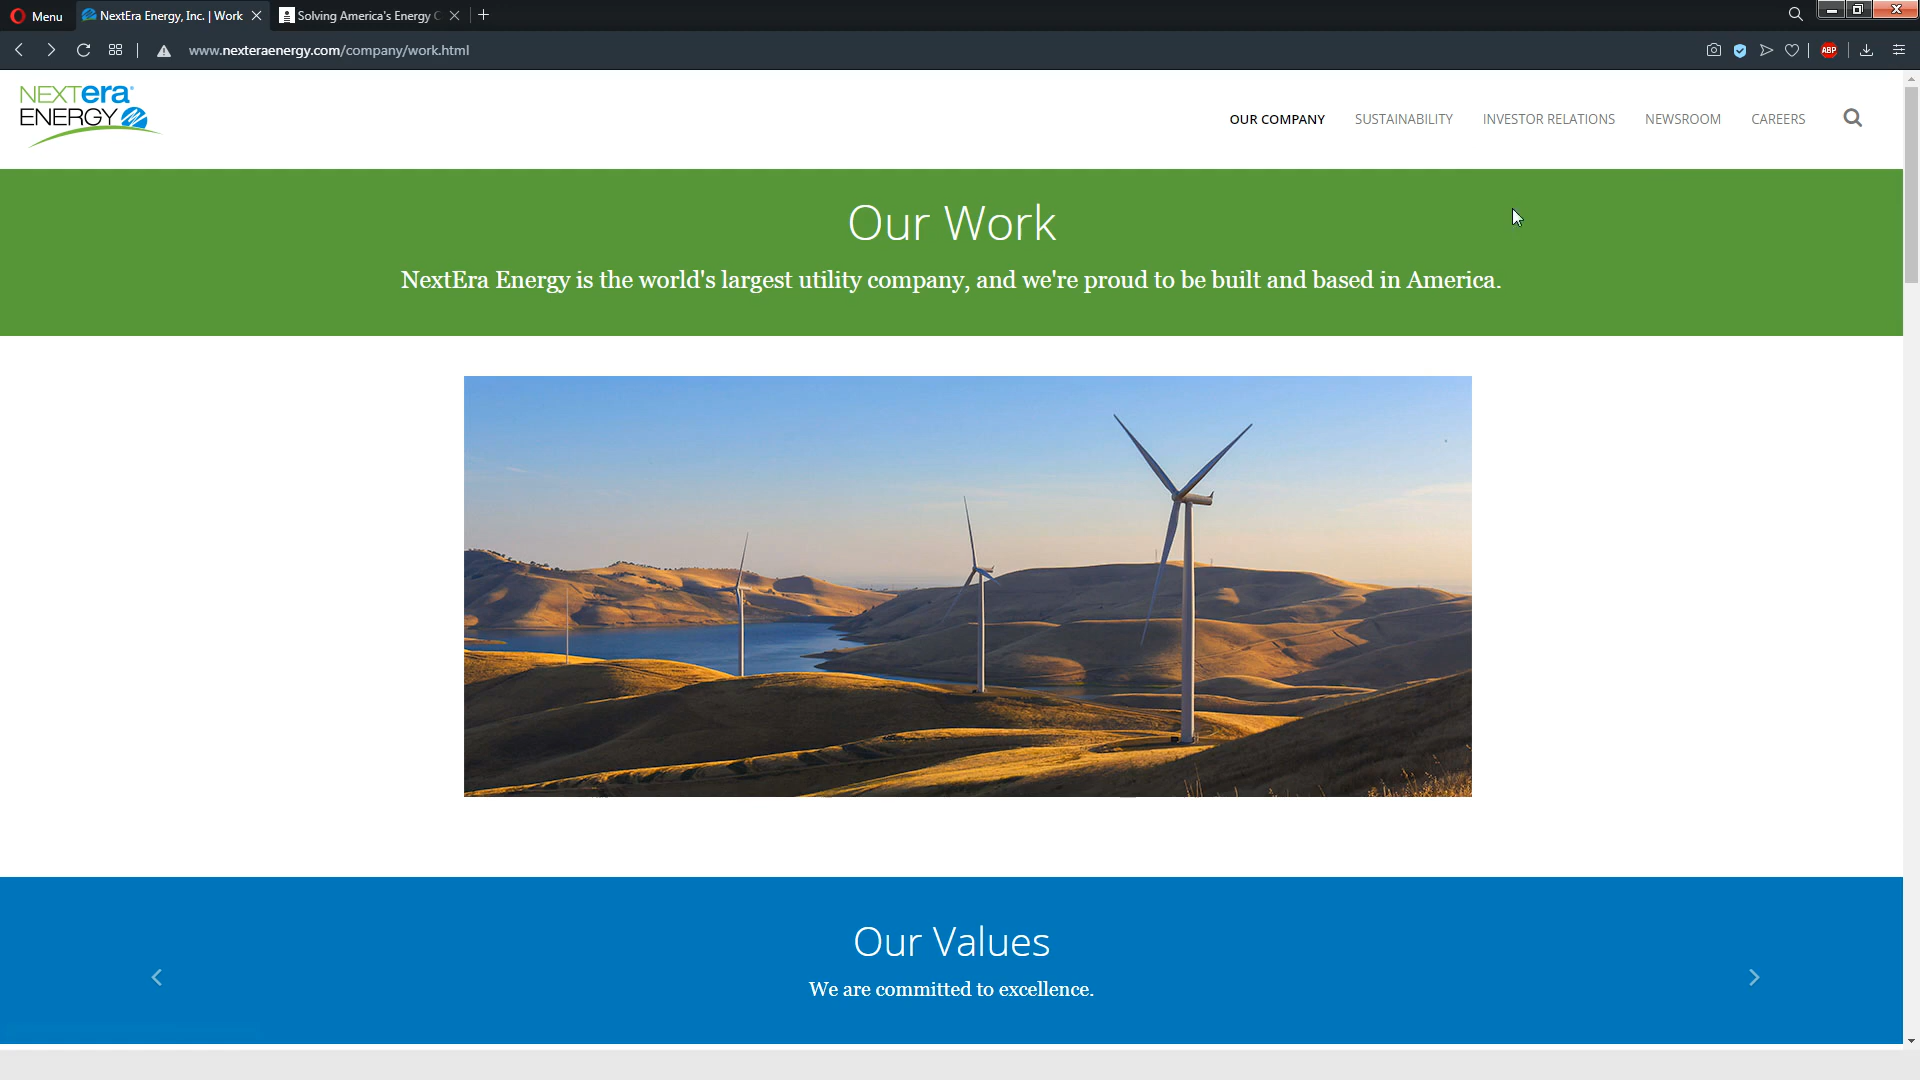 Menu
NextEra Energy, Inc. | Work
Solving America's Energy C
www.nexteraenergy.com/company/work.html
ABP
NEXTera®
ENERGY
OUR COMPANY
SUSTAINABILITY
INVESTOR RELATIONS
NEWSROOM
CAREERS
Our Work
NextEra Energy is the world's largest utility company, and we're proud to be built and based in America.
Our Values
We are committed to excellence.